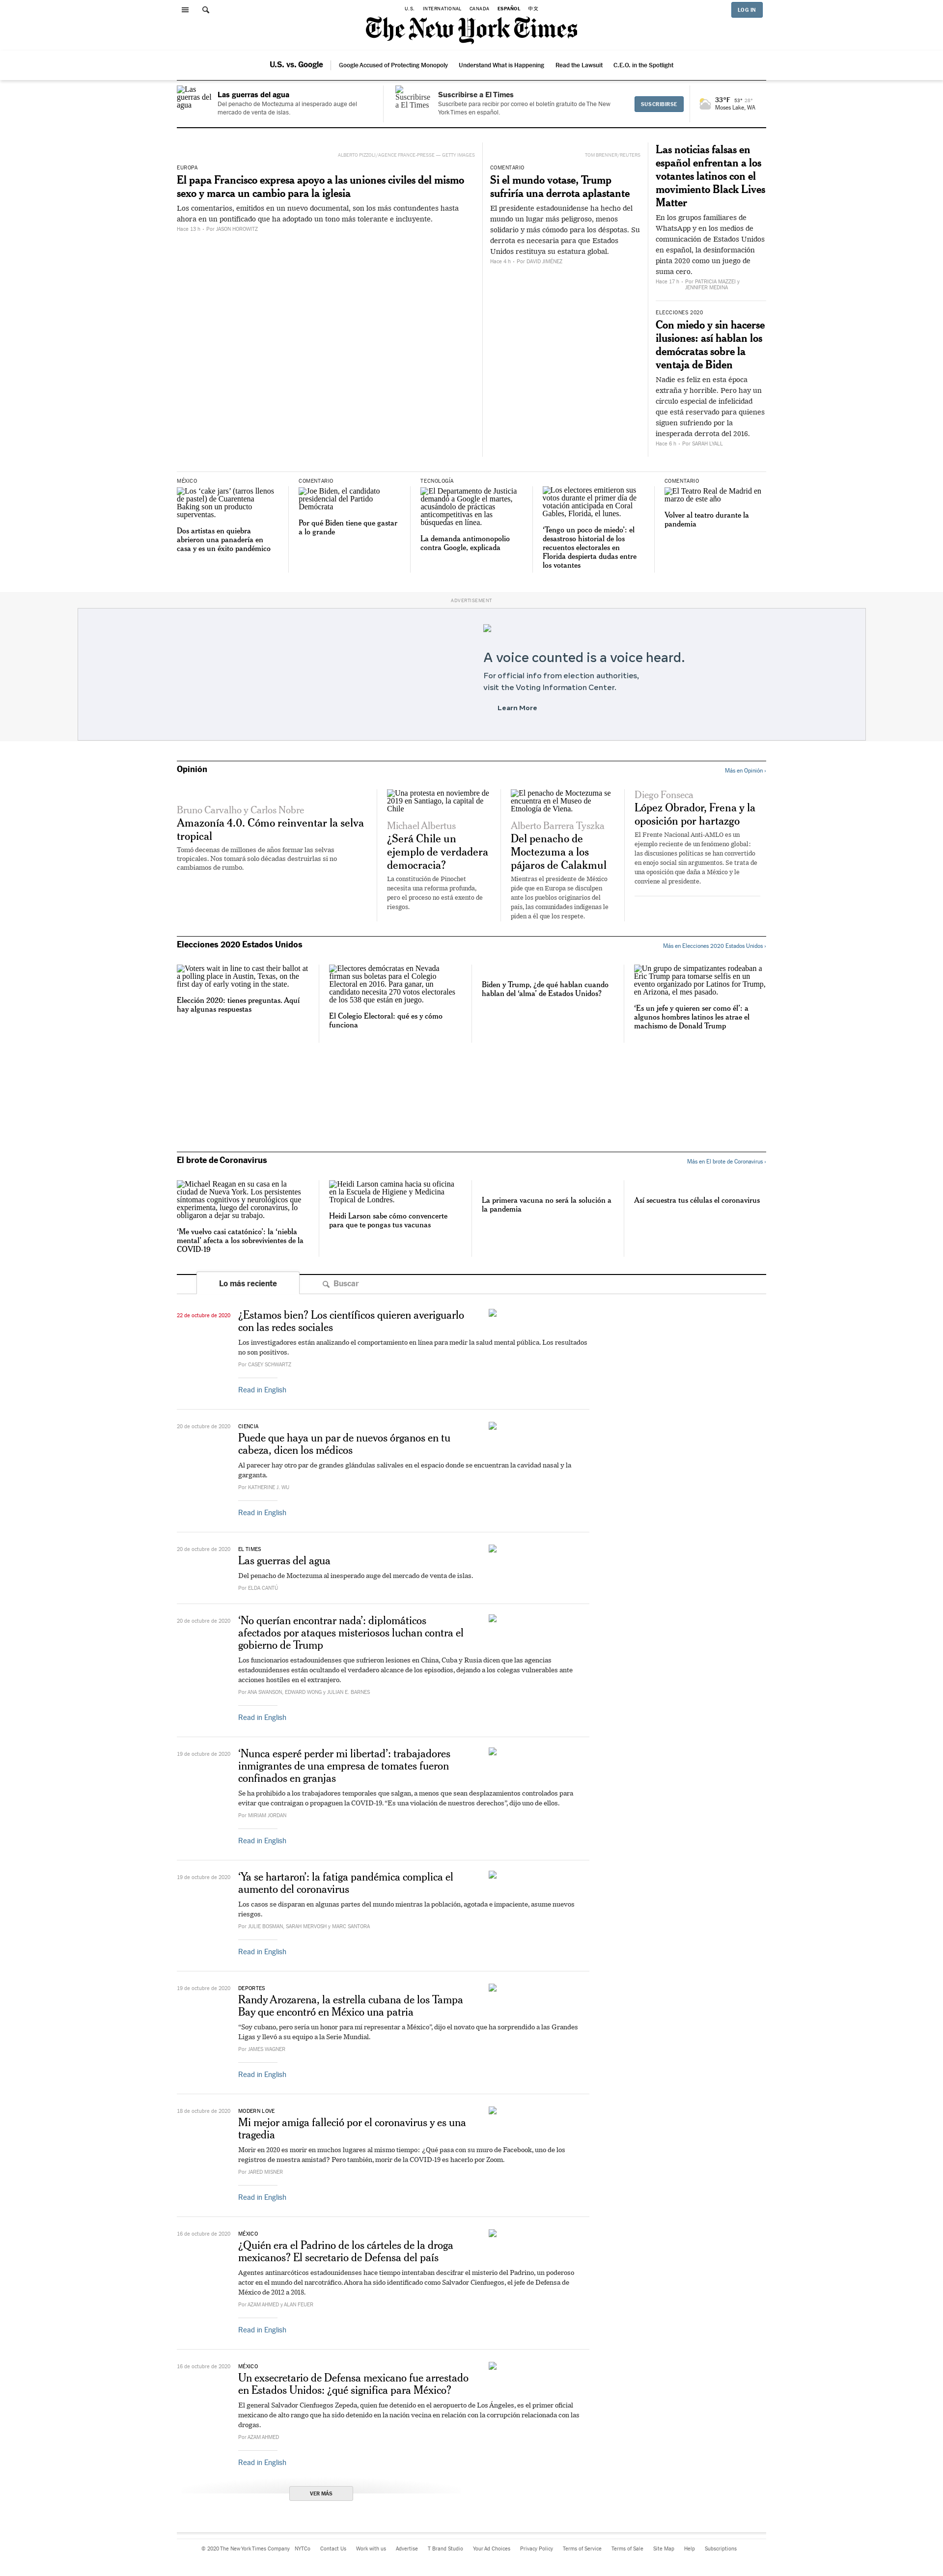 U.S.
INTERNATIONAL
CANADA
ESPAÑOL
中文
LOG IN
The New York Times
U.S. vs. Google
Google Accused of Protecting Monopoly
Understand What is Happening
Read the Lawsuit
C.E.O. in the Spotlight
Las guerras del agua
Las guerras del agua
Del penacho de Moctezuma al inesperado auge del
mercado de venta de islas.
Suscribirse
a El Times
Suscribirse a El Times
Suscríbete para recibir por correo el boletín gratuito de The New
York Times en español.
SUSCRIBIRSE
33°F 53° 28°
Moses Lake, WA
ALBERTO PIZZOLI/AGENCE FRANCE-PRESSE — GETTY IMAGES
EUROPA
El papa Francisco expresa apoyo a las uniones civiles del mismo
sexo y marca un cambio para la iglesia
Los comentarios, emitidos en un nuevo documental, son los más contundentes hasta
ahora en un pontificado que ha adoptado un tono más tolerante e incluyente.
Hace 13 h - Por JASON HOROWITZ
TOM BRENNER/REUTERS
COMENTARIO
Si el mundo votase, Trump
sufriría una derrota aplastante
El presidente estadounidense ha hecho del
mundo un lugar más peligroso, menos
solidario y más cómodo para los déspotas. Su
derrota es necesaria para que Estados
Unidos restituya su estatura global.
Hace 4 h - Por DAVID JIMÉNEZ
Las noticias falsas en
español enfrentan a los
votantes latinos con el
movimiento Black Lives
Matter
En los grupos familiares de
WhatsApp y en los medios de
comunicación de Estados Unidos
en español, la desinformación
pinta 2020 como un juego de
suma cero.
Hace 17 h - Por PATRICIA MAZZEI y
JENNIFER MEDINA
ELECCIONES 2020
Con miedo y sin hacerse
ilusiones: así hablan los
demócratas sobre la
ventaja de Biden
Nadie es feliz en esta época
extraña y horrible. Pero hay un
círculo especial de infelicidad
que está reservado para quienes
siguen sufriendo por la
inesperada derrota del 2016.
Hace 6 h - Por SARAH LYALL
MÉXICO
Los 'cake jars' (tarros llenos
de pastel) de Cuarentena
Baking son un producto
superventas.
Dos artistas en quiebra
abrieron una panadería en
casa y es un éxito pandémico
COMENTARIO
Joe Biden, el candidato
presidencial del Partido
Demócrata
Por qué Biden tiene que gastar
a lo grande
TECNOLOGÍA
El Departamento de Justicia
demandó a Google el martes,
acusándolo de prácticas
anticompetitivas en las
búsquedas en línea.
La demanda antimonopolio
contra Google, explicada
Los electores emitieron sus
votos durante el primer día de
votación anticipada en Coral
Gables, Florida, el lunes.
'Tengo un poco de miedo': el
desastroso historial de los
recuentos electorales en
Florida despierta dudas entre
los votantes
COMENTARIO
El Teatro Real de Madrid en
marzo de este año
Volver al teatro durante la
pandemia
ADVERTISEMENT
A voice counted is a voice heard.
For official info from election authorities,
visit the Voting Information Center.
Learn More
Opinión
Más en Opinión ›
Bruno Carvalho y Carlos Nobre
Amazonía 4.0. Cómo reinventar la selva
tropical
Tomó decenas de millones de años formar las selvas
tropicales. Nos tomará solo décadas destruirlas si no
cambiamos de rumbo.
Una protesta en noviembre de
2019 en Santiago, la capital de
Chile
Michael Albertus
¿Será Chile un
ejemplo de verdadera
democracia?
La constitución de Pinochet
necesita una reforma profunda,
pero el proceso no está exento de
riesgos.
El penacho de Moctezuma se
encuentra en el Museo de
Etnología de Viena.
Alberto Barrera Tyszka
Del penacho de
Moctezuma a los
pájaros de Calakmul
Mientras el presidente de México
pide que en Europa se disculpen
ante los pueblos originarios del
país, las comunidades indígenas le
piden a él que los respete.
Diego Fonseca
López Obrador, Frena y la
oposición por hartazgo
El Frente Nacional Anti-AMLO es un
ejemplo reciente de un fenómeno global:
las discusiones políticas se han convertido
en enojo social sin argumentos. Se trata de
una oposición que daña a México y le
conviene al presidente.
Elecciones 2020 Estados Unidos
Más en Elecciones 2020 Estados Unidos ›
Voters wait in line to cast their ballot at
a polling place in Austin, Texas, on the
first day of early voting in the state.
Elección 2020: tienes preguntas. Aquí
hay algunas respuestas
Electores demócratas en Nevada
firman sus boletas para el Colegio
Electoral en 2016. Para ganar, un
candidato necesita 270 votos electorales
de los 538 que están en juego.
El Colegio Electoral: qué es y cómo
funciona
Biden y Trump, ¿de qué hablan cuando
hablan del 'alma' de Estados Unidos?
Un grupo de simpatizantes rodeaban a
Eric Trump para tomarse selfis en un
evento organizado por Latinos for Trump,
en Arizona, el mes pasado.
'Es un jefe y quieren ser como él': a
algunos hombres latinos les atrae el
machismo de Donald Trump
El brote de Coronavirus
Más en El brote de Coronavirus ›
Michael Reagan en su casa en la
ciudad de Nueva York. Los persistentes
síntomas cognitivos y neurológicos que
experimenta, luego del coronavirus, lo
obligaron a dejar su trabajo.
'Me vuelvo casi catatónico': la 'niebla
mental' afecta a los sobrevivientes de la
COVID-19
Heidi Larson camina hacia su oficina
en la Escuela de Higiene y Medicina
Tropical de Londres.
Heidi Larson sabe cómo convencerte
para que te pongas tus vacunas
La primera vacuna no será la solución a
la pandemia
Así secuestra tus células el coronavirus
Lo más reciente
Buscar
22 de octubre de 2020
¿Estamos bien? Los científicos quieren averiguarlo
con las redes sociales
Los investigadores están analizando el comportamiento en línea para medir la salud mental pública. Los resultados
no son positivos.
Por CASEY SCHWARTZ
Read in English
20 de octubre de 2020
CIENCIA
Puede que haya un par de nuevos órganos en tu
cabeza, dicen los médicos
Al parecer hay otro par de grandes glándulas salivales en el espacio donde se encuentran la cavidad nasal y la
garganta.
Por KATHERINE J. WU
Read in English
20 de octubre de 2020
EL TIMES
Las guerras del agua
Del penacho de Moctezuma al inesperado auge del mercado de venta de islas.
Por ELDA CANTÚ
20 de octubre de 2020
'No querían encontrar nada': diplomáticos
afectados por ataques misteriosos luchan contra el
gobierno de Trump
Los funcionarios estadounidenses que sufrieron lesiones en China, Cuba y Rusia dicen que las agencias
estadounidenses están ocultando el verdadero alcance de los episodios, dejando a los colegas vulnerables ante
acciones hostiles en el extranjero.
Por ANA SWANSON, EDWARD WONG y JULIAN E. BARNES
Read in English
19 de octubre de 2020
'Nunca esperé perder mi libertad': trabajadores
inmigrantes de una empresa de tomates fueron
confinados en granjas
Se ha prohibido a los trabajadores temporales que salgan, a menos que sean desplazamientos controlados para
evitar que contraigan o propaguen la COVID-19. "Es una violación de nuestros derechos", dijo uno de ellos.
Por MIRIAM JORDAN
Read in English
19 de octubre de 2020
'Ya se hartaron': la fatiga pandémica complica el
aumento del coronavirus
Los casos se disparan en algunas partes del mundo mientras la población, agotada e impaciente, asume nuevos
riesgos.
Por JULIE BOSMAN, SARAH MERVOSH y MARC SANTORA
Read in English
18 de octubre de 2020
DEPORTES
Randy Arozarena, la estrella cubana de los Tampa
Bay que encontró en México una patria
"Soy cubano, pero sería un honor para mí representar a México", dijo el novato que ha sorprendido a las Grandes
Ligas y llevó a su equipo a la Serie Mundial.
Por JAMES WAGNER
Read in English
18 de octubre de 2020
MODERN LOVE
Mi mejor amiga falleció por el coronavirus y es una
tragedia
Morir en 2020 es morir en muchos lugares al mismo tiempo: ¿Qué pasa con su muro de Facebook, uno de los
registros de nuestra amistad? Pero también, morir de la COVID-19 es hacerlo por Zoom.
Por JARED MISNER
Read in English
16 de octubre de 2020
MÉXICO
¿Quién era el Padrino de los cárteles de la droga
mexicanos? El secretario de Defensa del país
Agentes antinarcóticos estadounidenses hace tiempo intentaban descifrar el misterio del Padrino, un poderoso
actor en el mundo del narcotráfico. Ahora ha sido identificado como Salvador Cienfuegos, el jefe de Defensa de
México de 2012 a 2018.
Por AZAM AHMED y ALAN FEUER
Read in English
16 de octubre de 2020
MÉXICO
Un exsecretario de Defensa mexicano fue arrestado
en Estados Unidos: ¿qué significa para México?
El general Salvador Cienfuegos Zepeda, quien fue detenido en el aeropuerto de Los Ángeles, es el primer oficial
mexicano de alto rango que ha sido detenido en la nación vecina en relación con la corrupción relacionada con las
drogas.
Por AZAM AHMED
Read in English
VER MÁS
© 2020 The New York Times Company
NYTCo
Contact Us
Work with us
Advertise
T Brand Studio
Your Ad Choices
Privacy Policy
Terms of Service
Terms of Sale
Site Map
Help
Subscriptions